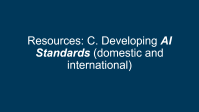 Resources: C. Developing AI
Standards (domestic and
international)